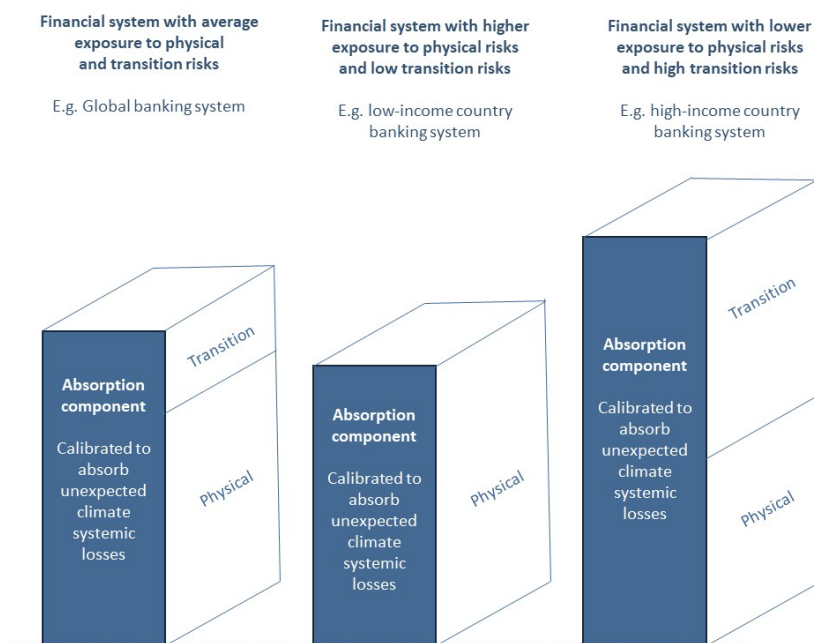 Financial system with average
exposure to physical
and transition risks
E.g. Global banking system
Financial system with higher
exposure to physical risks
and low transition risks
E.g. low-income country
banking system
Financial system with lower
exposure to physical risks
and high transition risks
E.g. high-income country
banking system
Absorption
component
Calibrated to
absorb
unexpected
climate
systemic
losses
Transition
Physical
Absorption
component
Calibrated to
absorb
unexpected
climate
systemic
losses
Physical
Absorption
component
Calibrated to
absorb
unexpected
climate
systemic
losses
Transition
Physical